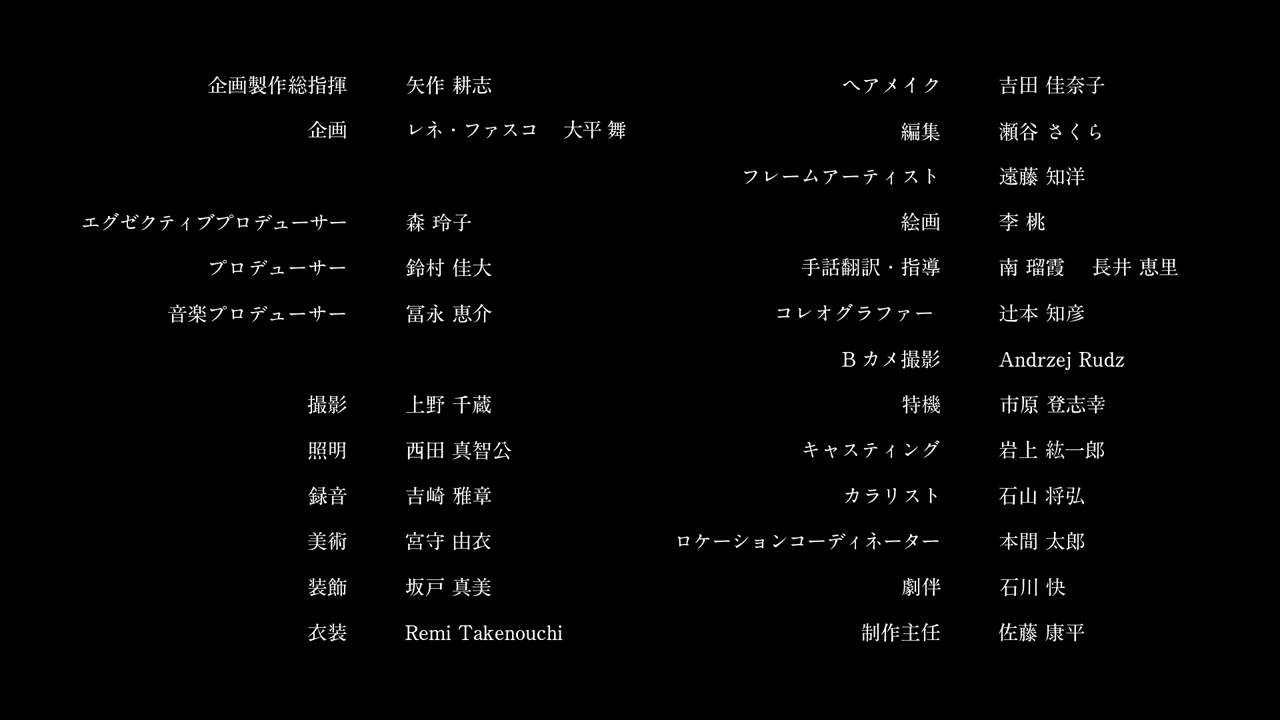 企画製作総指揮 矢作 耕志
企画 レネ・ファスコ 大平 舞
エグゼクティブプロデューサー 森 玲子
プロデューサー 鈴村 佳大
音楽プロデューサー 冨永 恵介
撮影 上野 千蔵
照明 西田 真智公
録音 吉崎 雅章
美術 宮守 由衣
装飾 坂戸 真美
衣装 Remi Takenouchi
ヘアメイク 吉田 佳奈子
編集 瀬谷 さくら
フレームアーティスト 遠藤 知洋
絵画 李 桃
手話翻訳・指導 南 瑠霞 長井 恵里
コレオグラファー 辻本 知彦
B カメ撮影 Andrzej Rudz
特機 市原 登志幸
キャスティング 岩上 紘一郎
カラリスト 石山 将弘
ロケーションコーディネーター 本間 太郎
劇伴 石川 快
制作主任 佐藤 康平